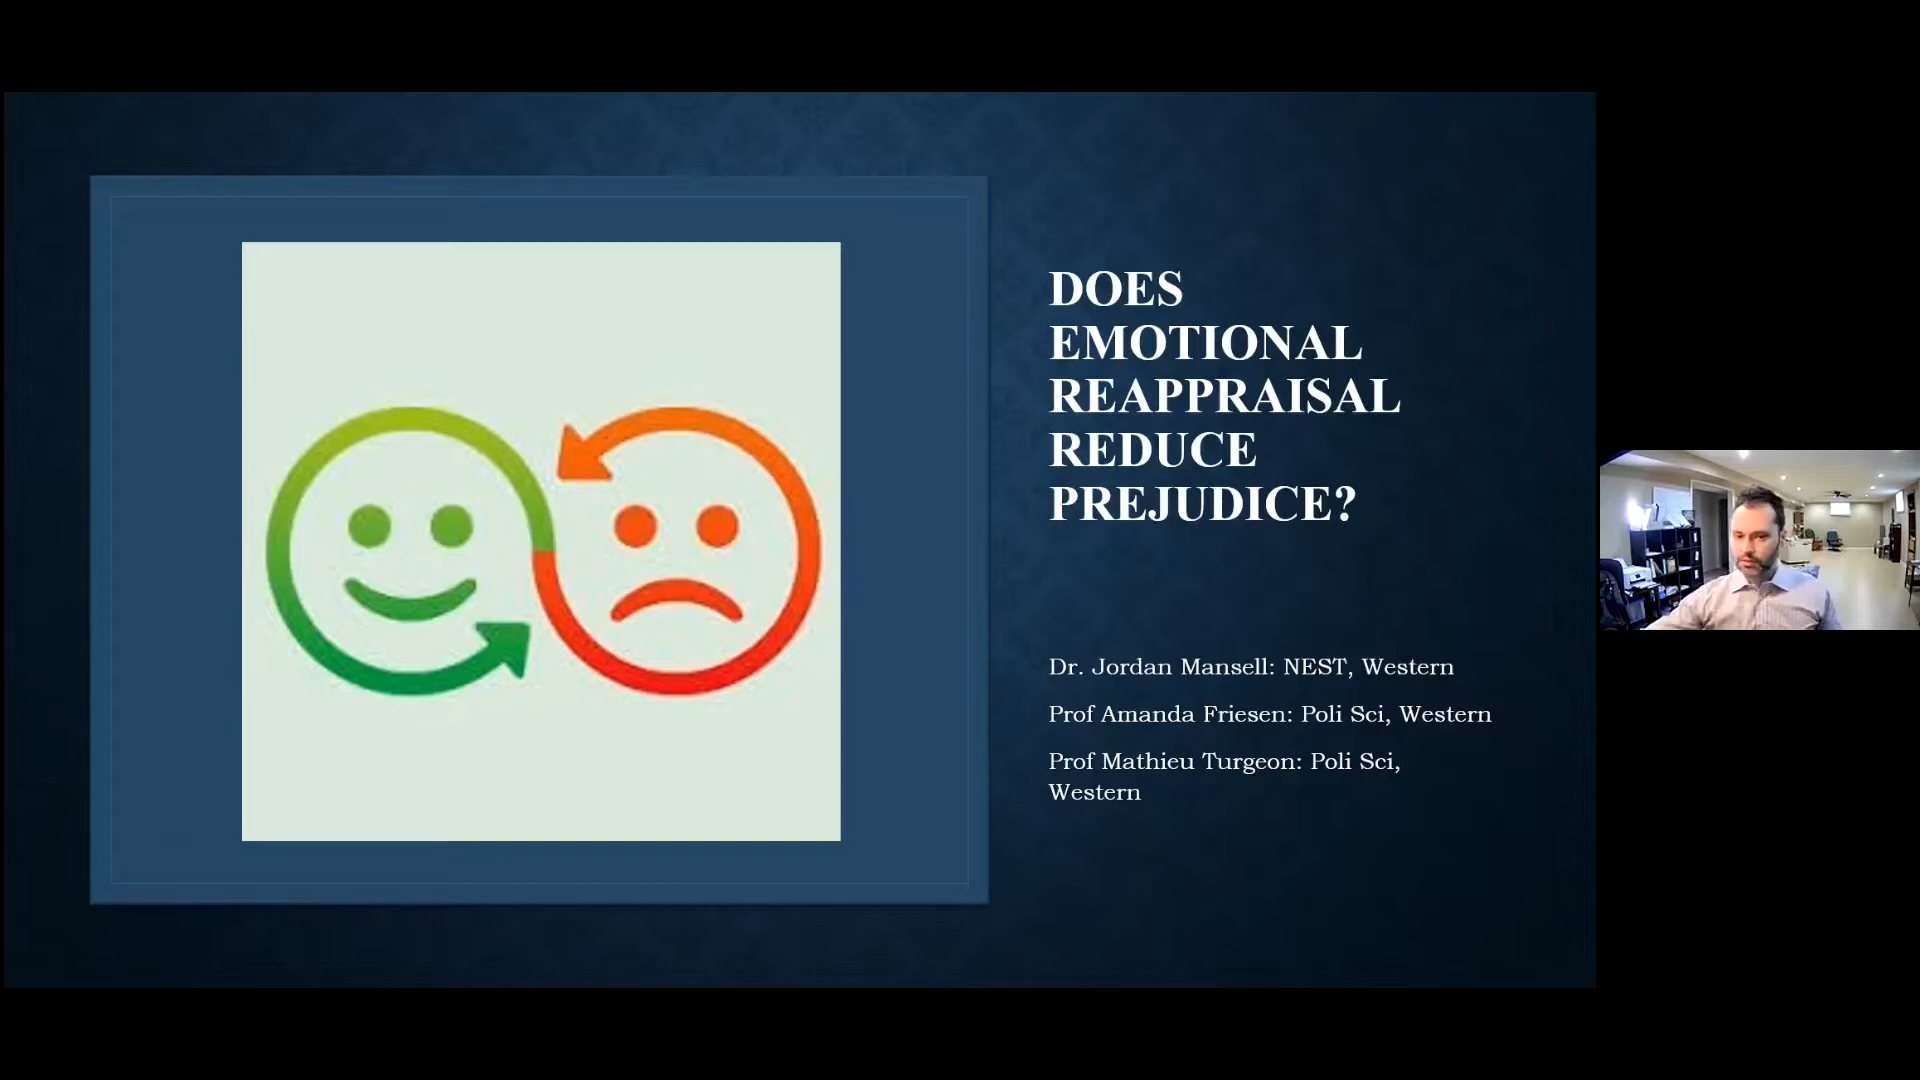 DOES
EMOTIONAL
REAPPRAISAL
REDUCE
PREJUDICE?
Dr. Jordan Mansell: NEST, Western
Prof Amanda Friesen: Poli Sci, Western
Prof Mathieu Turgeon: Poli Sci,
Western